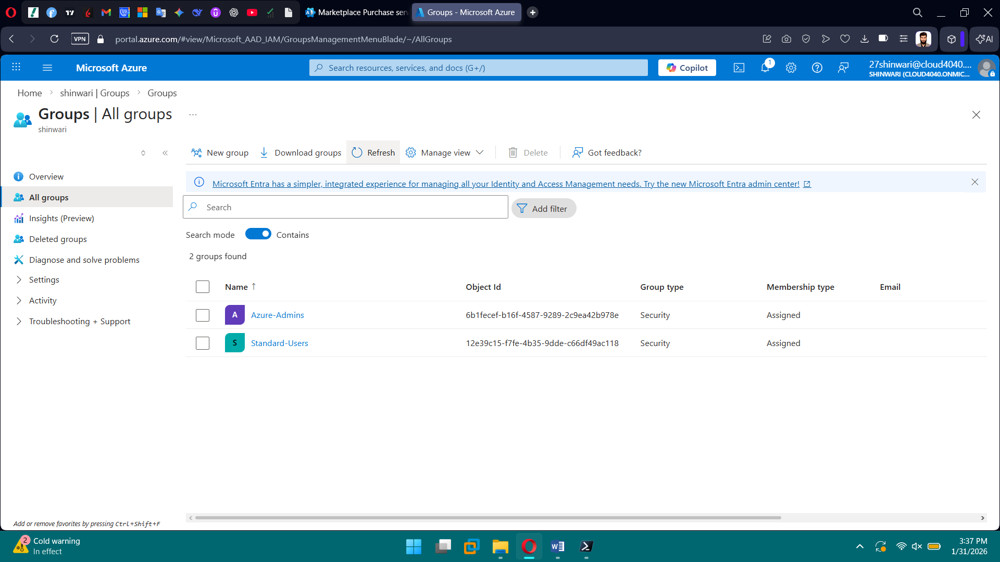 Marketplace Purchase ser
Groups - Microsoft Azure
VPN
portal.azure.com/#view/Microsoft_AAD_IAM/GroupsManagementMenuBlade/~/AllGroups
AI
Microsoft Azure
Search resources, services, and docs (G+/)
Copilot
1
27shinwari@cloud4040....
SHINWARI (CLOUD4040.ONMIC...
Home > shinwari | Groups > Groups
Groups | All groups ...
shinwari
New group
Download groups
Refresh
Manage view
Delete
Got feedback?
Overview
All groups
Insights (Preview)
Deleted groups
Diagnose and solve problems
Settings
Activity
Troubleshooting + Support
Microsoft Entra has a simpler, integrated experience for managing all your Identity and Access Management needs. Try the new Microsoft Entra admin center!
Search
Add filter
Search mode Contains
2 groups found
Name ↑ Object Id Group type Membership type Email
A Azure-Admins 6b1fecef-b16f-4587-9289-2c9ea42b978e Security Assigned
S Standard-Users 12e39c15-f7fe-4b35-9dde-c66df49ac118 Security Assigned
Add or remove favorites by pressing Ctrl+Shift+F
2
Cold warning
In effect
3:37 PM
1/31/2026